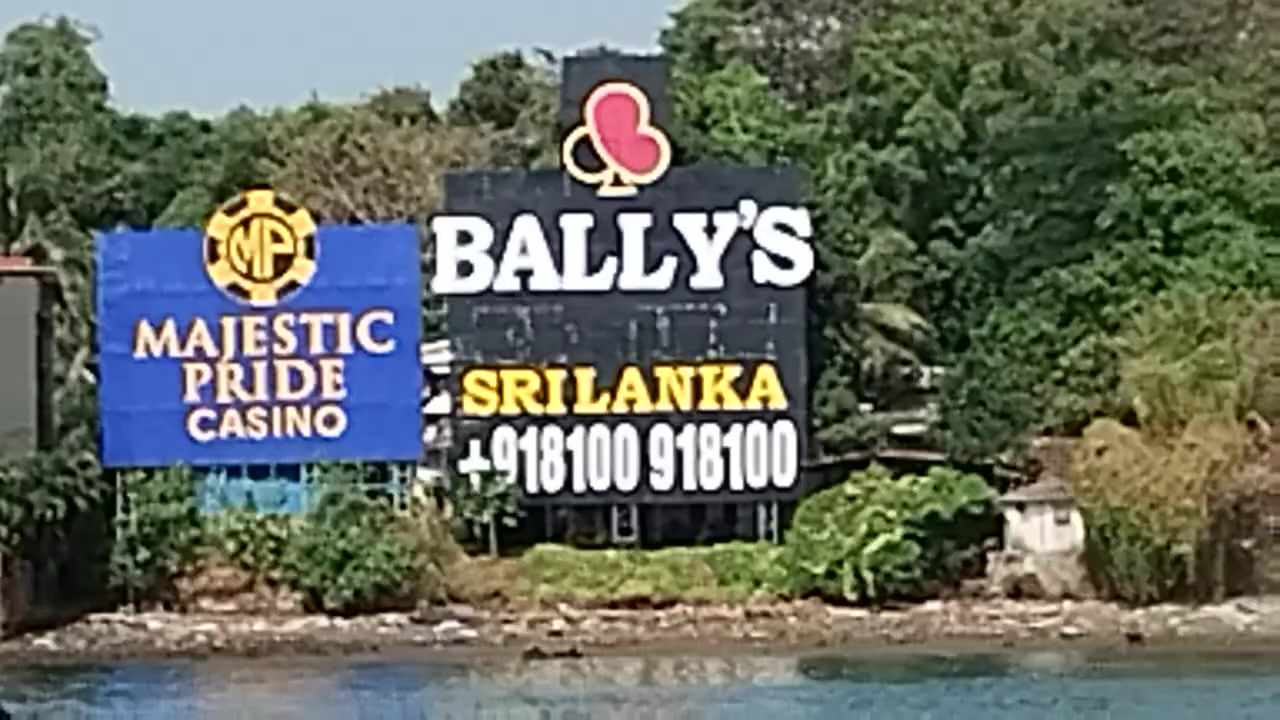 MP
MAJESTIC
PRIDE
CASINO
BALLY'S
SRILANKA
+918100 918100